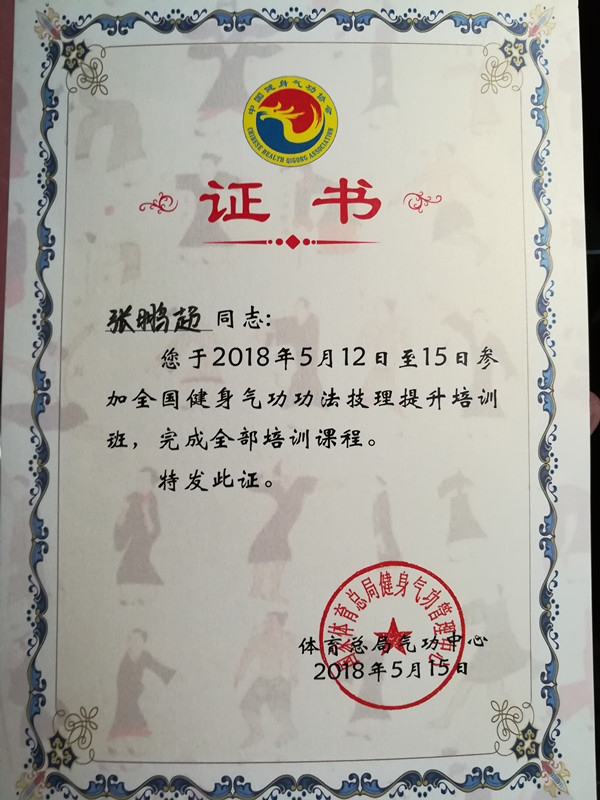 中国健身气功协会
CHINESE HEALTH QIGONG ASSOCIATION
证书
张鹏超同志:
您于2018年5月12日至15日参
加全国健身气功功法技理提升培训
班，完成全部培训课程。
特发此证。
国家体育总局健身气功管理中心
体育总局气功中心
2018年5月15日